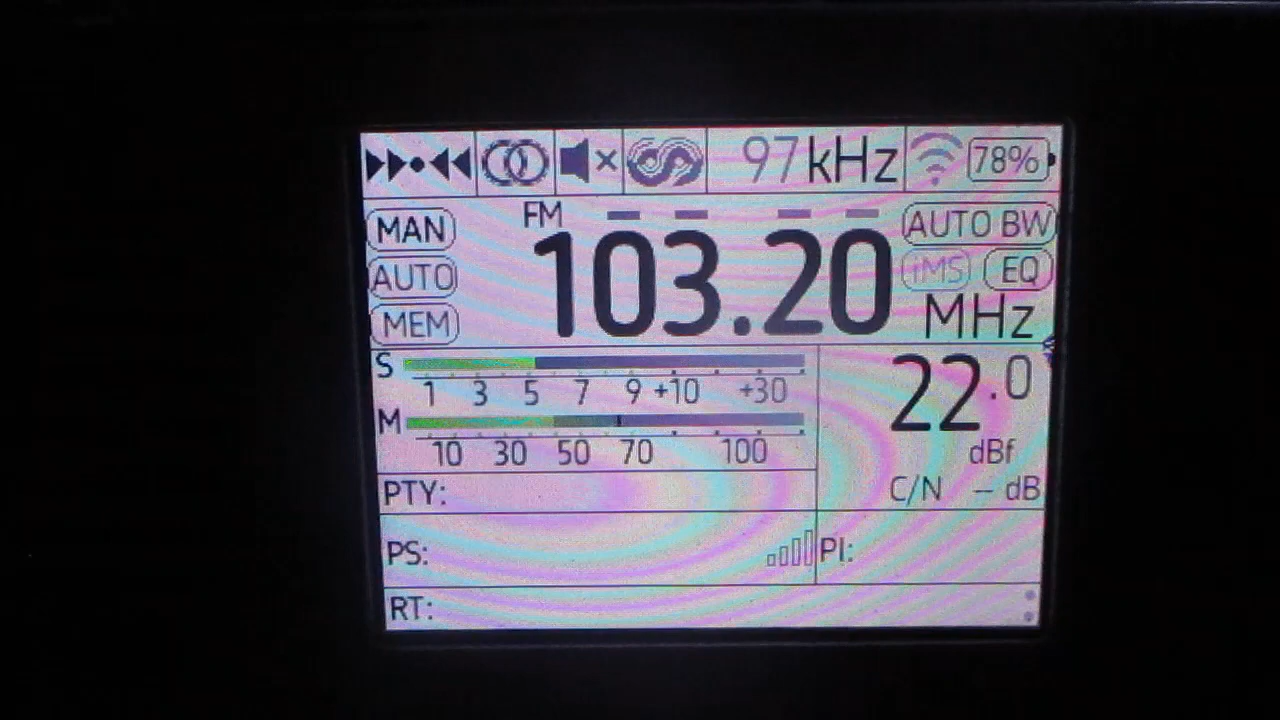 97 kHz 78%
MAN FM AUTO BW
AUTO 103.20 iMS EQ
MEM MHz
S
1 3 5 7 9 +10 +30
22.0
M
10 30 50 70 100
dBf
PTY: C/N -- dB
PS: PI:
RT: